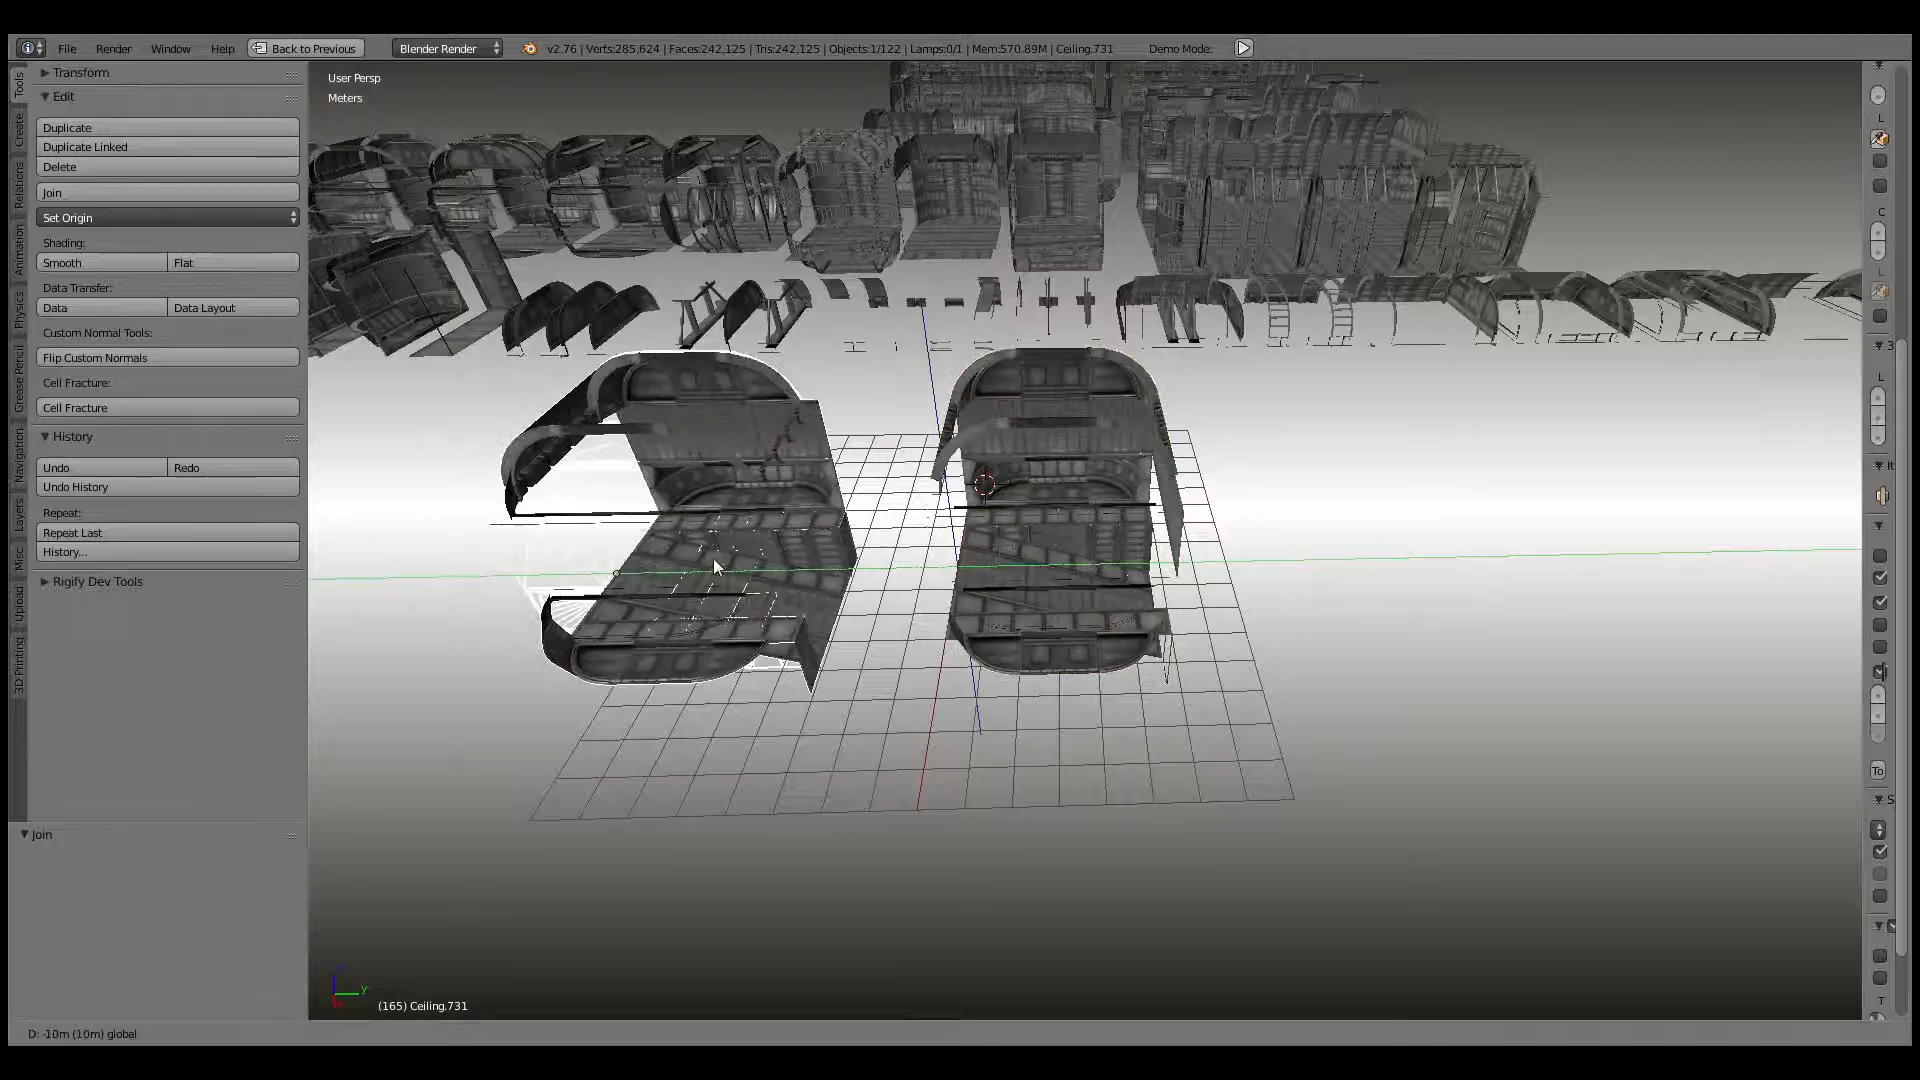 File Render Window Help Back to Previous Blender Render v2.76 | Verts:285,624 | Faces:242,125 | Tris:242,125 | Objects:1/122 | Lamps:0/1 | Mem:570.89M | Ceiling.731 Demo Mode:
Transform
Edit
Duplicate
Duplicate Linked
Delete
Join
Set Origin
Shading:
Smooth Flat
Data Transfer:
Data Data Layout
Custom Normal Tools:
Flip Custom Normals
Cell Fracture:
Cell Fracture
History
Undo Redo
Undo History
Repeat:
Repeat Last
History...
Rigify Dev Tools
Join
Tools
Create
Relations
Animation
Physics
Grease Pencil
Navigation
Layers
Misc
Upload
3D Printing
User Persp
Meters
y
(165) Ceiling.731
D: -10m (10m) global
L
C
L
3
L
It
To
S
T